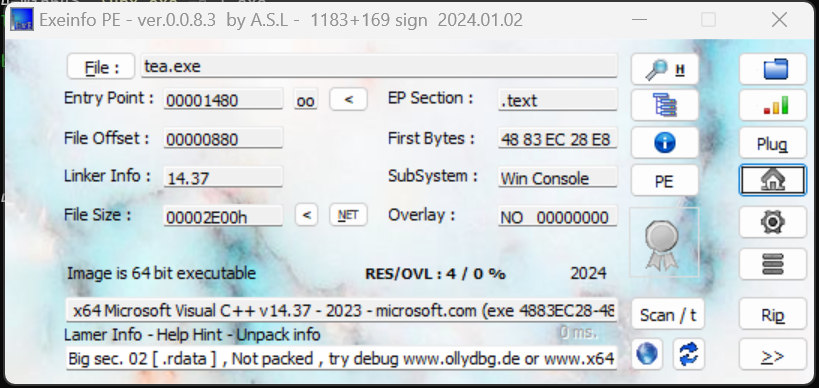 Exeinfo PE - ver.0.0.8.3 by A.S.L - 1183+169 sign 2024.01.02
File : tea.exe H
Entry Point : 00001480 oo < EP Section : .text
File Offset : 00000880 First Bytes : 48 83 EC 28 E8 Plug
Linker Info : 14.37 SubSystem : Win Console PE
File Size : 00002E00h < NET Overlay : NO 00000000
Image is 64 bit executable RES/OVL : 4 / 0 % 2024
x64 Microsoft Visual C++ v14.37 - 2023 - microsoft.com (exe 4883EC28-48 Scan / t Rip
Lamer Info - Help Hint - Unpack info 0 ms.
Big sec. 02 [ .rdata ] , Not packed , try debug www.ollydbg.de or www.x64 >>